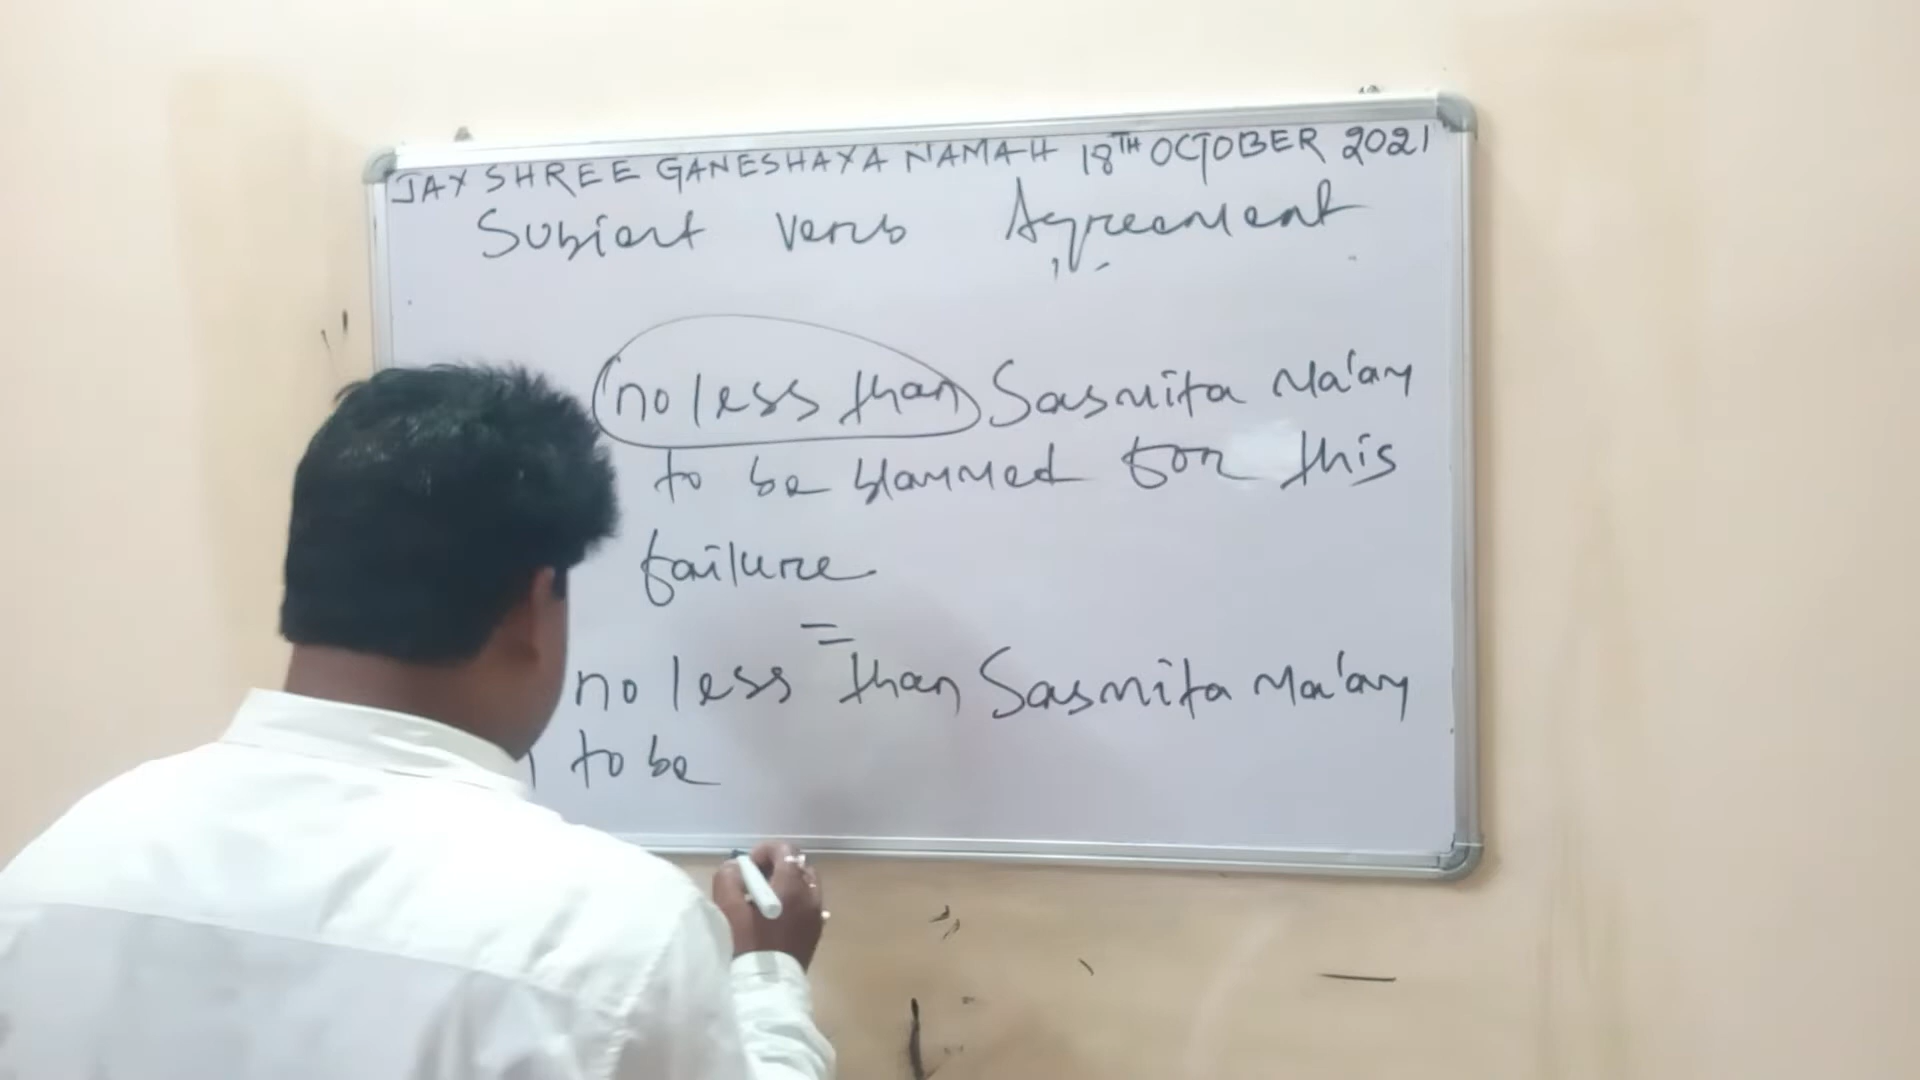 JAY SHREE GANESHAYA NAMAH 18TH OCTOBER 2021
Subject Verb Agreement
no less than Sasmita Ma'am
to be blammed for this
failure
=
no less than Sasmita Ma'am
to be